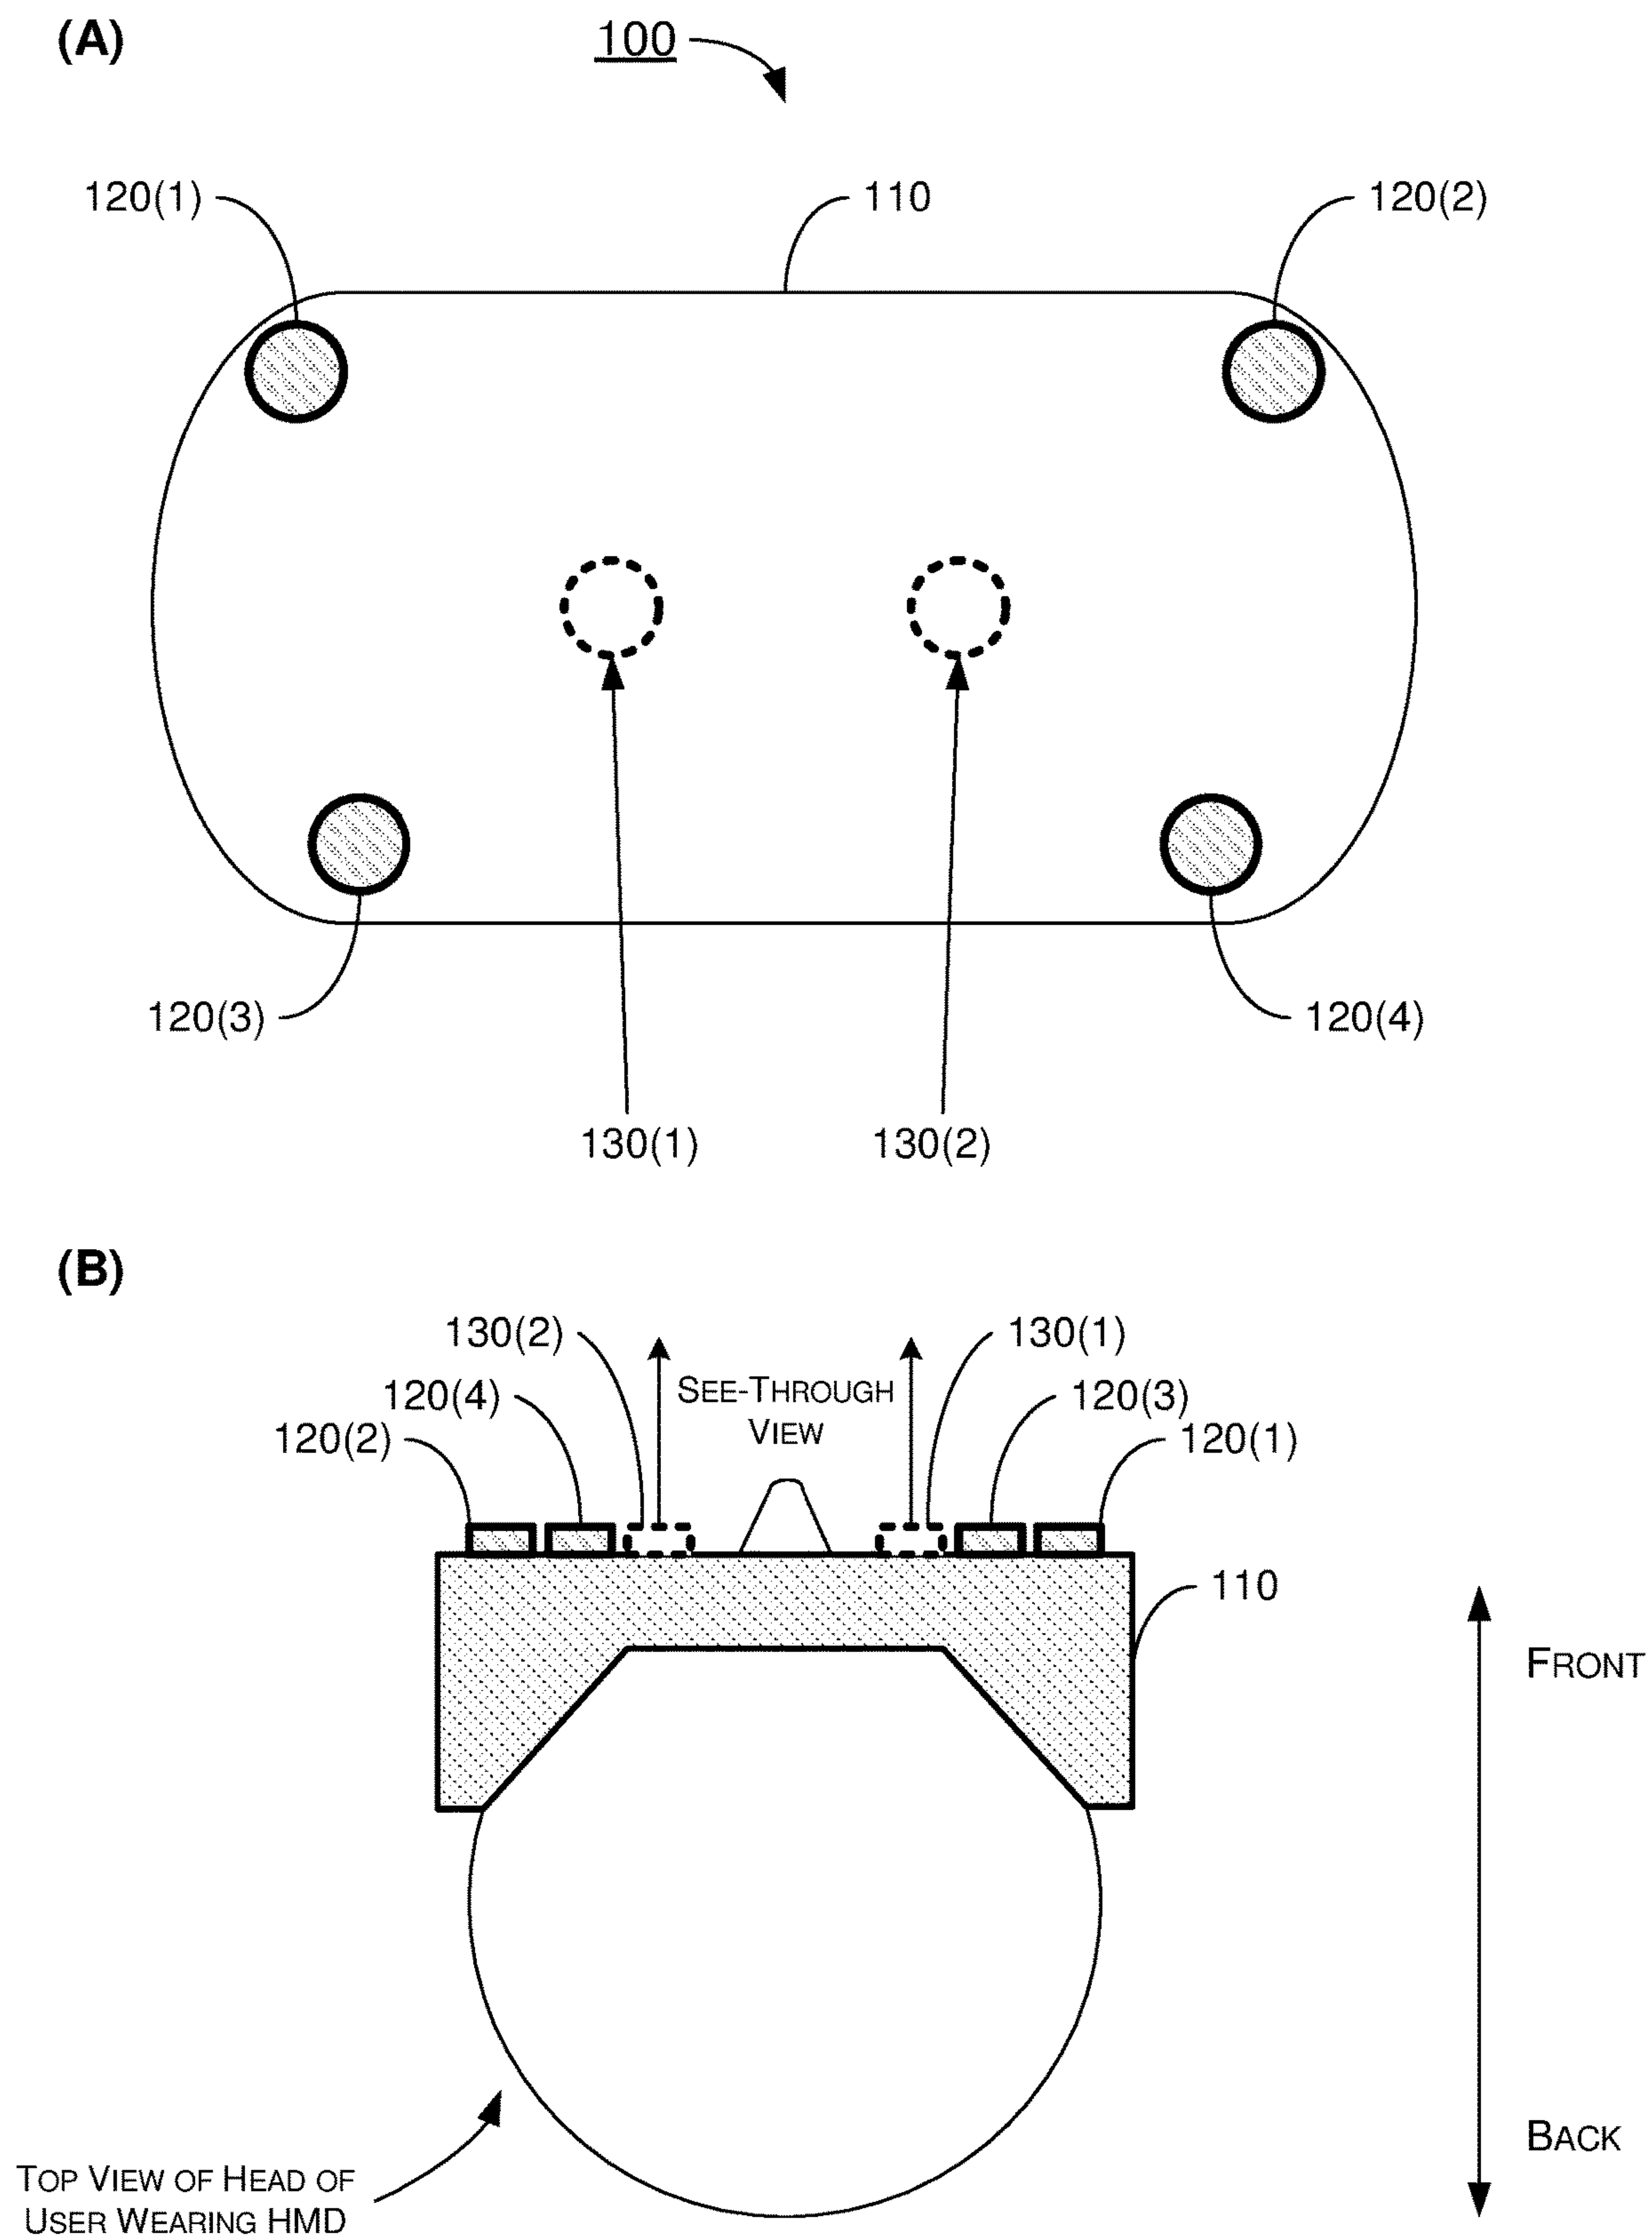 (A)
100
120(1)
110
120(2)
120(3)
120(4)
130(1)
130(2)
(B)
130(2)
130(1)
SEE-THROUGH
VIEW
120(4)
120(3)
120(2)
120(1)
110
FRONT
BACK
TOP VIEW OF HEAD OF
USER WEARING HMD